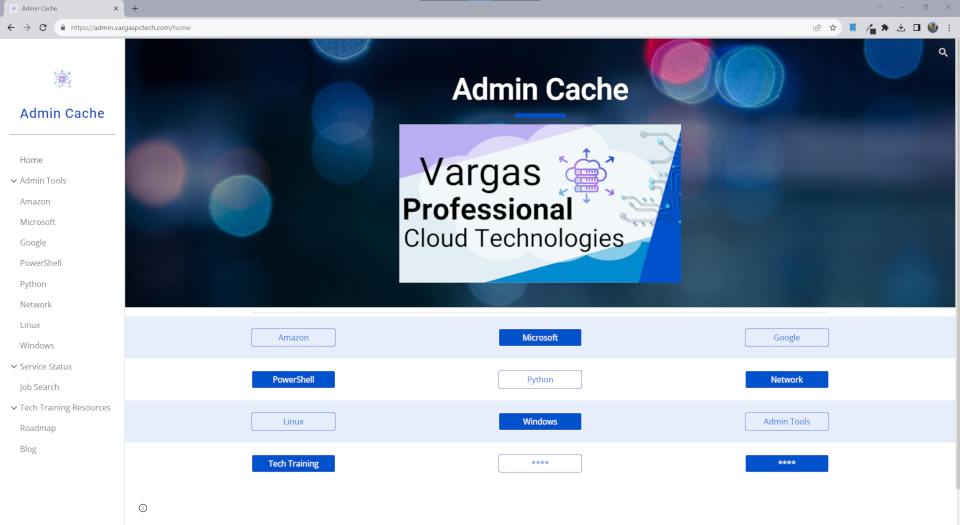 Admin Cache
https://admin.vargaspctech.com/home
Admin Cache
Home
Admin Tools
Amazon
Microsoft
Google
PowerShell
Python
Network
Linux
Windows
Service Status
Job Search
Tech Training Resources
Roadmap
Blog
Admin Cache
Vargas
Professional
Cloud Technologies
Amazon
Microsoft
Google
PowerShell
Python
Network
Linux
Windows
Admin Tools
Tech Training
****
****